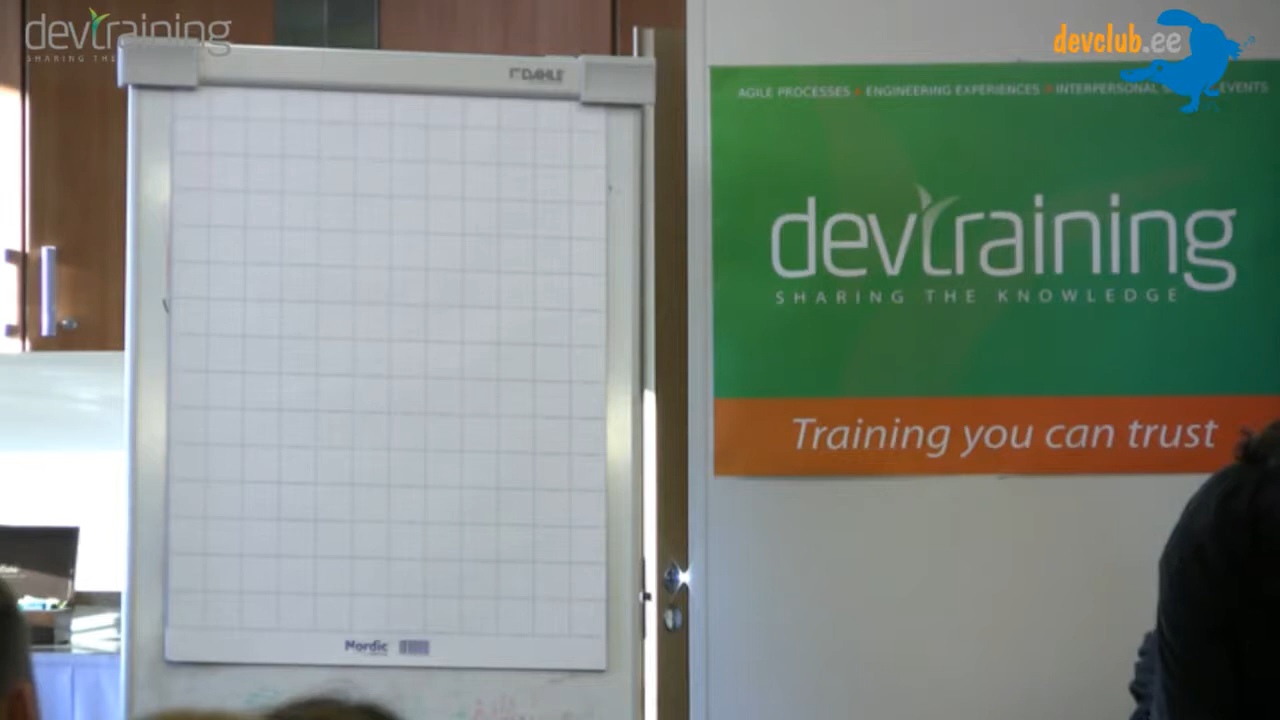 devtraining
SHARING THE
DAHLE
Nordic
devclub.ee
AGILE PROCESSES ENGINEERING EXPERIENCES INTERPERSONAL EVENTS
devtraining
SHARING THE KNOWLEDGE
Training you can trust